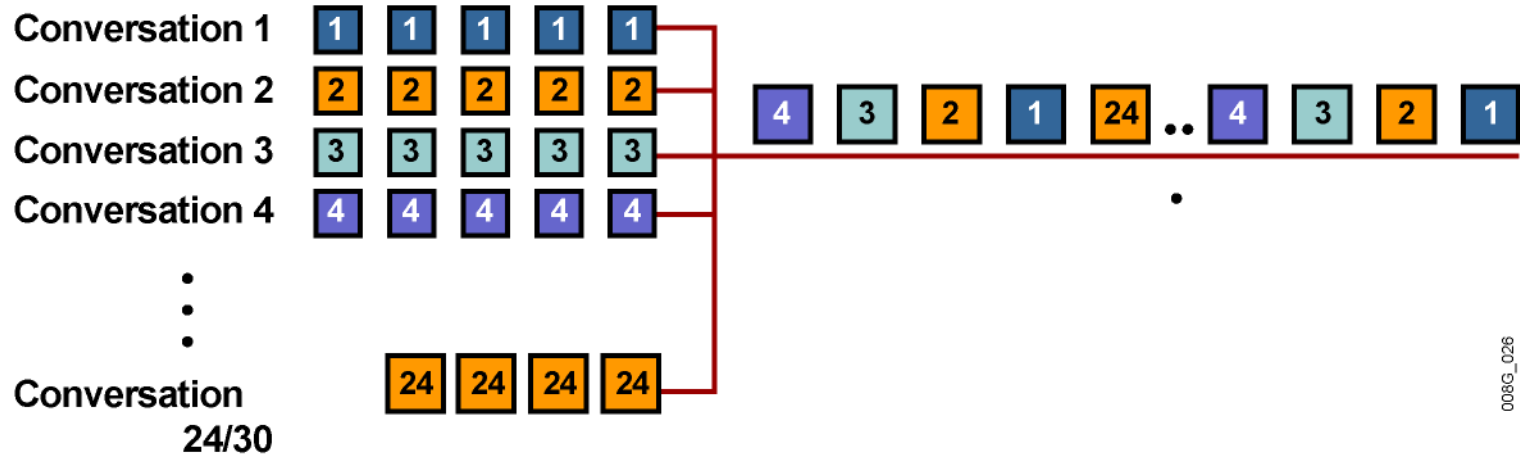 Conversation 1 1 1 1 1 1
Conversation 2 2 2 2 2 2
4 3 2 1 24 .. 4 3 2 1
Conversation 3 3 3 3 3 3
Conversation 4 4 4 4 4 4
.
.
.
.
Conversation 24 24 24 24
24/30
008G_026